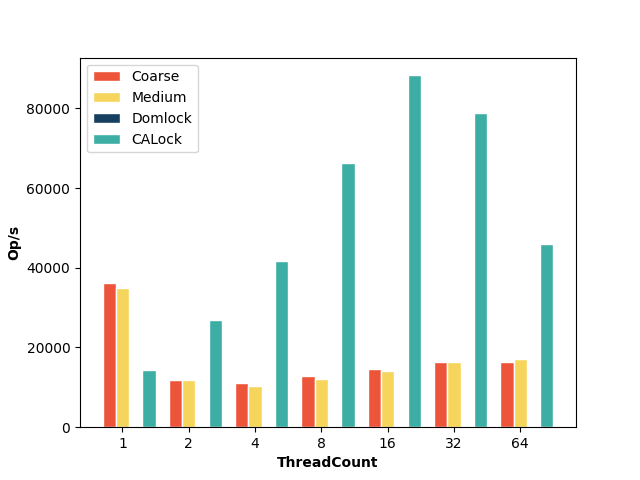 Coarse
Medium
Domlock
CALock
80000
60000
40000
20000
0
Op/s
1 2 4 8 16 32 64
ThreadCount